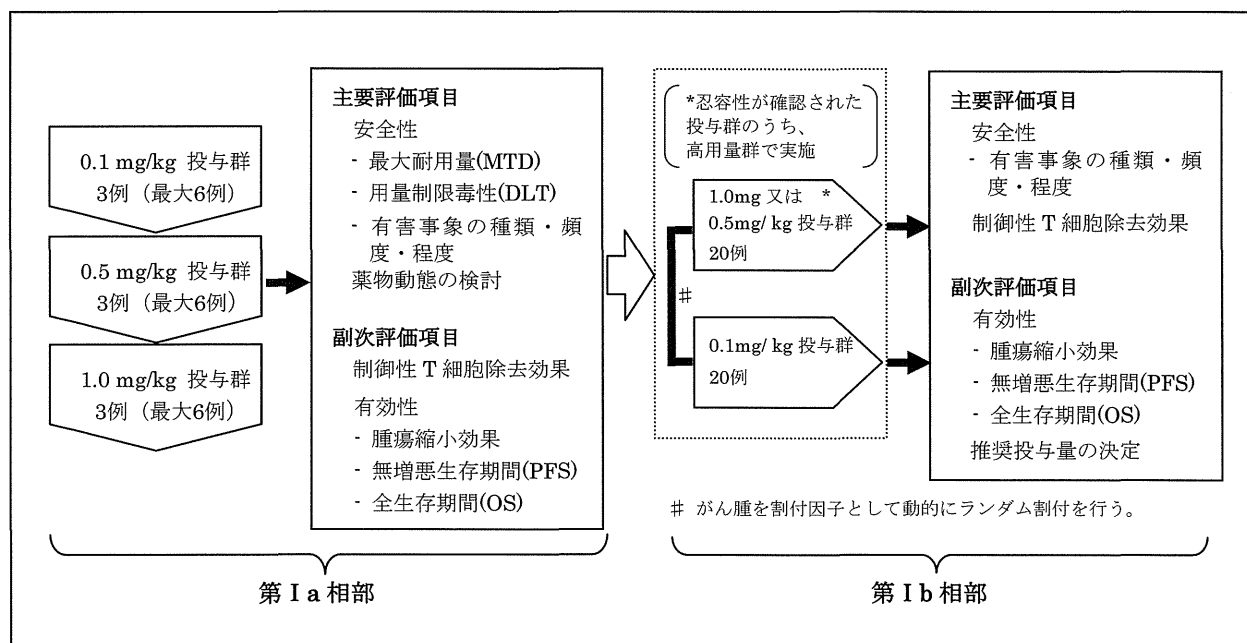 0.1 mg/kg 投与群
3例（最大6例）
0.5 mg/kg 投与群
3例（最大6例）
1.0 mg/kg 投与群
3例（最大6例）
主要評価項目
安全性
- 最大耐用量(MTD)
- 用量制限毒性(DLT)
- 有害事象の種類・頻
度・程度
薬物動態の検討
副次評価項目
制御性 T 細胞除去効果
有効性
- 腫瘍縮小効果
- 無増悪生存期間(PFS)
- 全生存期間(OS)
第Ⅰa 相部
*忍容性が確認された
投与群のうち、
高用量群で実施
1.0mg 又は *
0.5mg/ kg 投与群
20例
#
0.1mg/ kg 投与群
20例
主要評価項目
安全性
- 有害事象の種類・頻
度・程度
制御性 T 細胞除去効果
副次評価項目
有効性
- 腫瘍縮小効果
- 無増悪生存期間(PFS)
- 全生存期間(OS)
推奨投与量の決定
# がん腫を割付因子として動的にランダム割付を行う。
第Ⅰb 相部